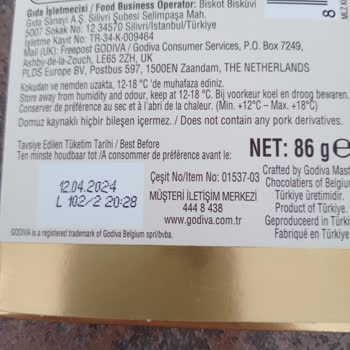 Gıda İşletmecisi / Food Business Operator: Biskot Bisküvi
Gıda Sanayi A.Ş. Silivri Şubesi Selimpaşa Mah.
5007 Sokak No: 12 34570 Silivri/İstanbul/Türkiye
İşletme Kayıt No: TR-34-K-009464
Mail (UK): Freepost GODIVA / Godiva Consumer Services, P.O. Box 7249,
Ashby-de-la-Zouch, LE65 2ZH, UK
PLDS Europe BV, Postbus 597, 1500EN Zaandam, THE NETHERLANDS
Kokudan ve nemden uzakta, 12-18 °C 'de muhafaza ediniz.
Store away from humidity and odour, keep at 12-18 °C. Bij voorkeur koel en droog bewaren.
Conserver de préférence au sec et à l'abri de la chaleur. (Min. +12°C – Max. +18°C)
Domuz kaynaklı hiçbir bileşen içermez. / Does not contain any pork derivatives.
Tavsiye Edilen Tüketim Tarihi / Best Before
Ten minste houdbaar tot/A consommer de préférence avant le:
NET: 86 g e
12.04.2024
L 102/2 20:28
Çeşit No/Item No: 01537-03
MÜŞTERİ İLETİŞİM MERKEZİ
444 8 438
www.godiva.com.tr
Crafted by Godiva Mast
Chocolatiers of Belgium
Türkiye üretimidir.
Product of Türkiye.
Geproduceerd in Türkiye
Fabriqué en Türkiye
GODIVA is a registered trademark of Godiva Belgium sprl/bvba.
8
MLZ K